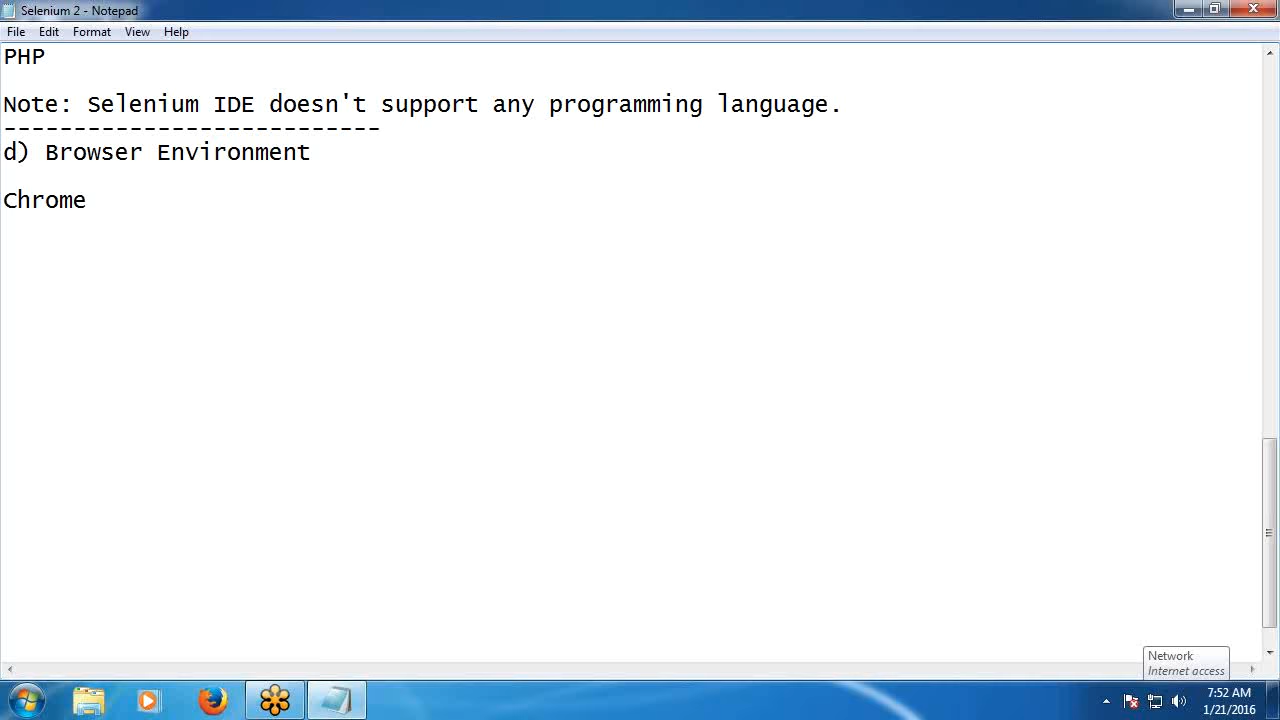 Selenium 2 - Notepad
File Edit Format View Help
PHP
Note: Selenium IDE doesn't support any programming language.
---------------------------
d) Browser Environment
Chrome
Network
Internet access
7:52 AM
1/21/2016